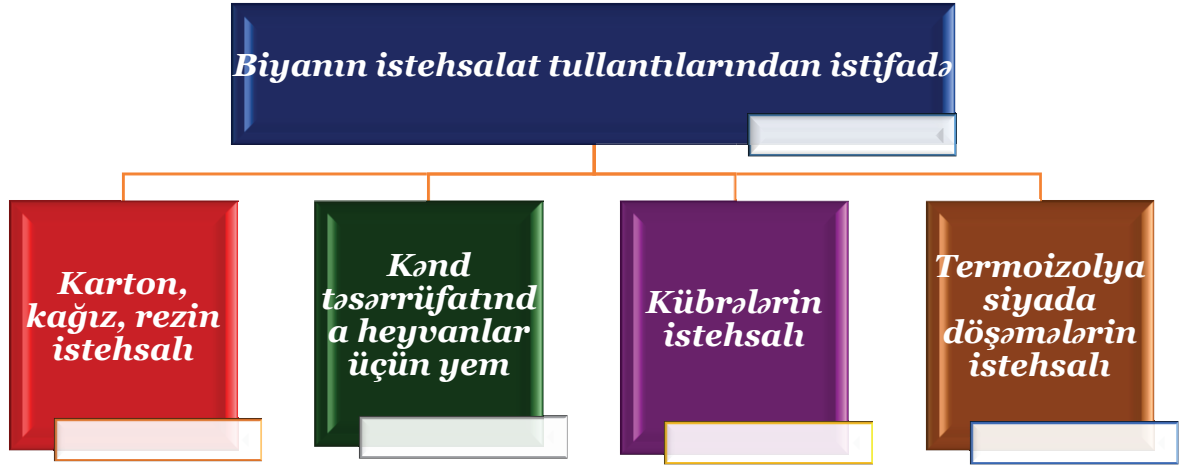 Biyanın istehsalat tullantılarından istifadə
Karton,
kağız, rezin
istehsalı
Kənd
təsərrüfatınd
a heyvanlar
üçün yem
Kübrələrin
istehsalı
Termoizolya
siyada
döşəmələrin
istehsalı